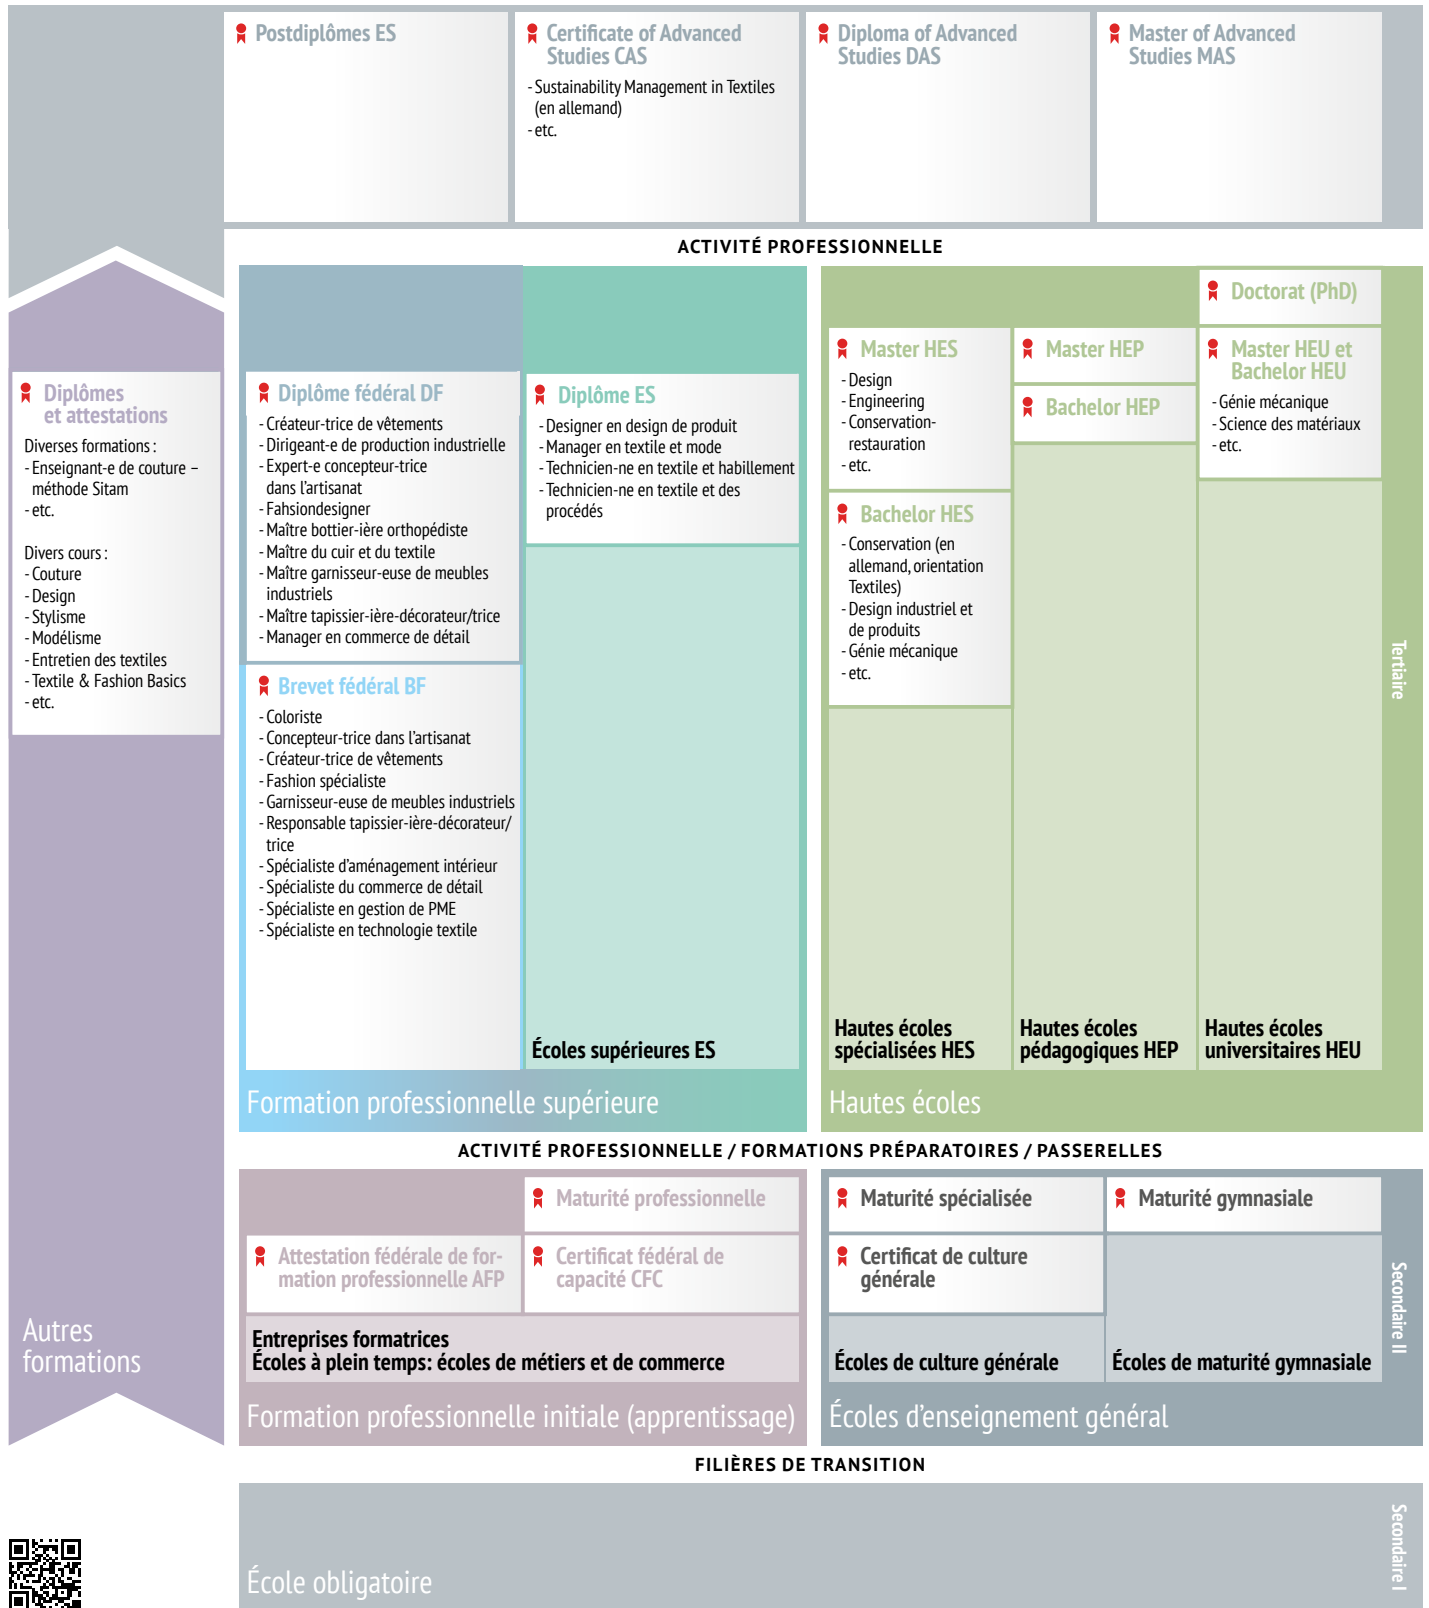 Postdiplômes ES
Certificate of Advanced
Studies CAS
- Sustainability Management in Textiles
(en allemand)
- etc.
Diploma of Advanced
Studies DAS
Master of Advanced
Studies MAS
ACTIVITÉ PROFESSIONNELLE
Diplômes
et attestations
Diverses formations :
- Enseignant-e de couture –
méthode Sitam
- etc.
Divers cours :
- Couture
- Design
- Stylisme
- Modélisme
- Entretien des textiles
- Textile & Fashion Basics
- etc.
Autres
formations
Diplôme fédéral DF
- Créateur-trice de vêtements
- Dirigeant-e de production industrielle
- Expert-e concepteur-trice
dans l’artisanat
- Fahsiondesigner
- Maître bottier-ière orthopédiste
- Maître du cuir et du textile
- Maître garnisseur-euse de meubles
industriels
- Maître tapissier-ière-décorateur/trice
- Manager en commerce de détail
Brevet fédéral BF
- Coloriste
- Concepteur-trice dans l’artisanat
- Créateur-trice de vêtements
- Fashion spécialiste
- Garnisseur-euse de meubles industriels
- Responsable tapissier-ière-décorateur/
trice
- Spécialiste d’aménagement intérieur
- Spécialiste du commerce de détail
- Spécialiste en gestion de PME
- Spécialiste en technologie textile
Diplôme ES
- Designer en design de produit
- Manager en textile et mode
- Technicien-ne en textile et habillement
- Technicien-ne en textile et des
procédés
Écoles supérieures ES
Formation professionnelle supérieure
Master HES
- Design
- Engineering
- Conservation-
restauration
- etc.
Bachelor HES
- Conservation (en
allemand, orientation
Textiles)
- Design industriel et
de produits
- Génie mécanique
- etc.
Hautes écoles
spécialisées HES
Master HEP
Bachelor HEP
Hautes écoles
pédagogiques HEP
Doctorat (PhD)
Master HEU et
Bachelor HEU
- Génie mécanique
- Science des matériaux
- etc.
Hautes écoles
universitaires HEU
Hautes écoles
Tertiaire
ACTIVITÉ PROFESSIONNELLE / FORMATIONS PRÉPARATOIRES / PASSERELLES
Maturité professionnelle
Attestation fédérale de for-
mation professionnelle AFP
Certificat fédéral de
capacité CFC
Entreprises formatrices
Écoles à plein temps: écoles de métiers et de commerce
Formation professionnelle initiale (apprentissage)
Maturité spécialisée
Certificat de culture
générale
Écoles de culture générale
Maturité gymnasiale
Écoles de maturité gymnasiale
Écoles d’enseignement général
Secondaire II
FILIÈRES DE TRANSITION
École obligatoire
Secondaire I